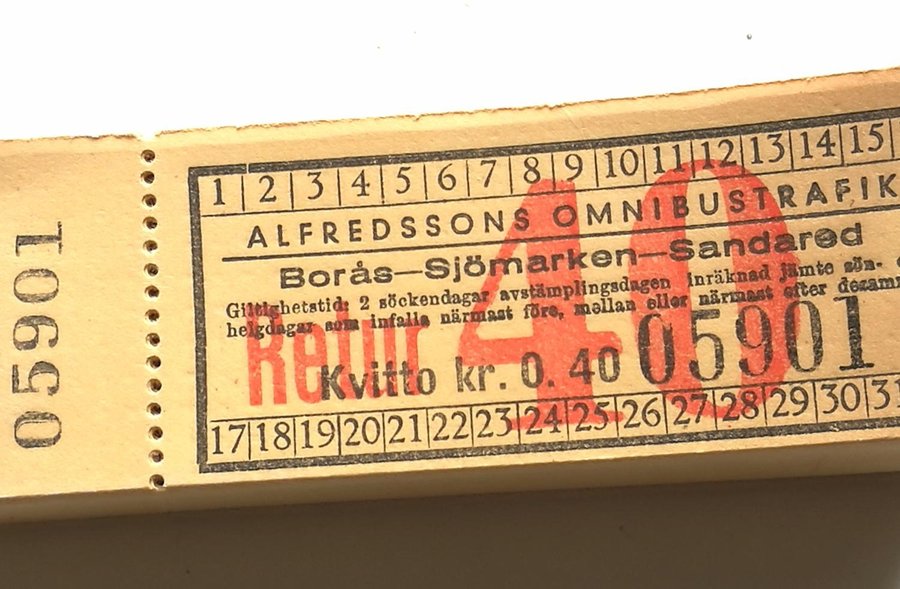 05901
1 2 3 4 5 6 7 8 9 10 11 12 13 14 15
ALFREDSSONS OMNIBUSTRAFIK
Borås—Sjömarken—Sandared
Giltighetstid: 2 söckendagar avstämplingsdagen inräknad jämte sön-
helgdagar som infalla närmast före, mellan eller närmast efter
Retur 40
Kvitto kr. 0.40 05901
17 18 19 20 21 22 23 24 25 26 27 28 29 30 31